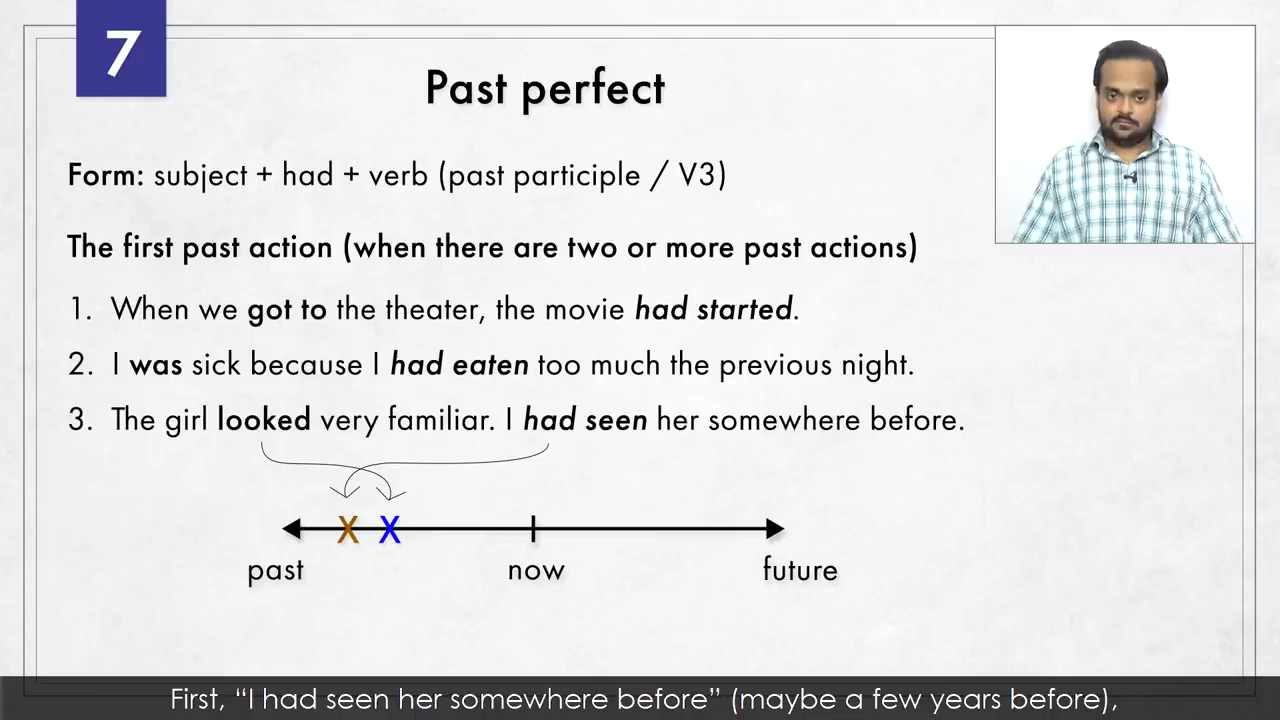 7
Past perfect
Form: subject + had + verb (past participle / V3)
The first past action (when there are two or more past actions)
1. When we got to the theater, the movie had started.
2. I was sick because I had eaten too much the previous night.
3. The girl looked very familiar. I had seen her somewhere before.
X X
past now future
First, “I had seen her somewhere before” (maybe a few years before),